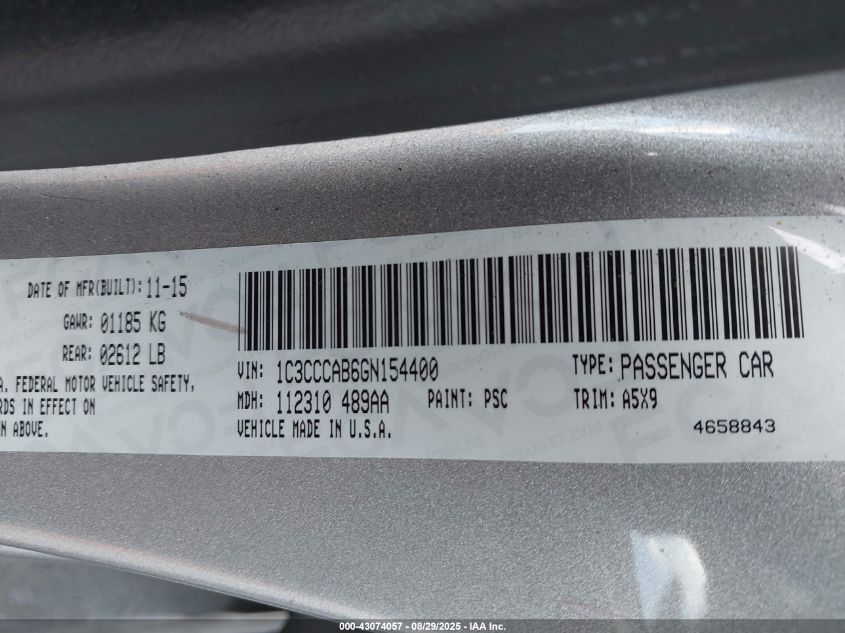 DATE OF MFR(BUILT): 11-15
GAWR: 01185 KG
REAR: 02612 LB
A. FEDERAL MOTOR VEHICLE SAFETY,
RDS IN EFFECT ON
N ABOVE.
VIN: 1C3CCCAB6GN154400
TYPE: PASSENGER CAR
MDH: 112310 489AA PAINT: PSC TRIM: A5X9
VEHICLE MADE IN U.S.A.
4658843
000-43074057 - 08/29/2025 - IAA Inc.